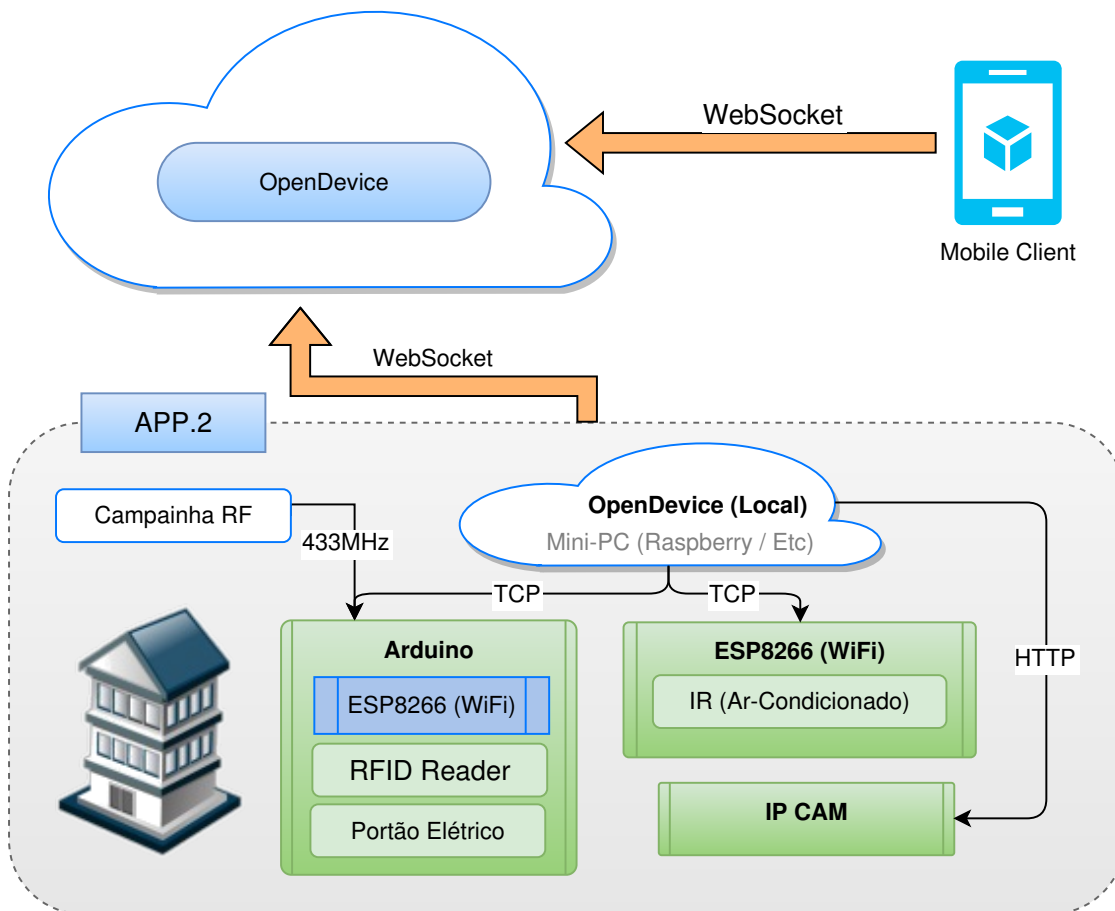 WebSocket
OpenDevice
Mobile Client
WebSocket
APP.2
Campainha RF
433MHz
OpenDevice (Local)
Mini-PC (Raspberry / Etc)
TCP
TCP
HTTP
Arduino
ESP8266 (WiFi)
RFID Reader
Portão Elétrico
ESP8266 (WiFi)
IR (Ar-Condicionado)
IP CAM